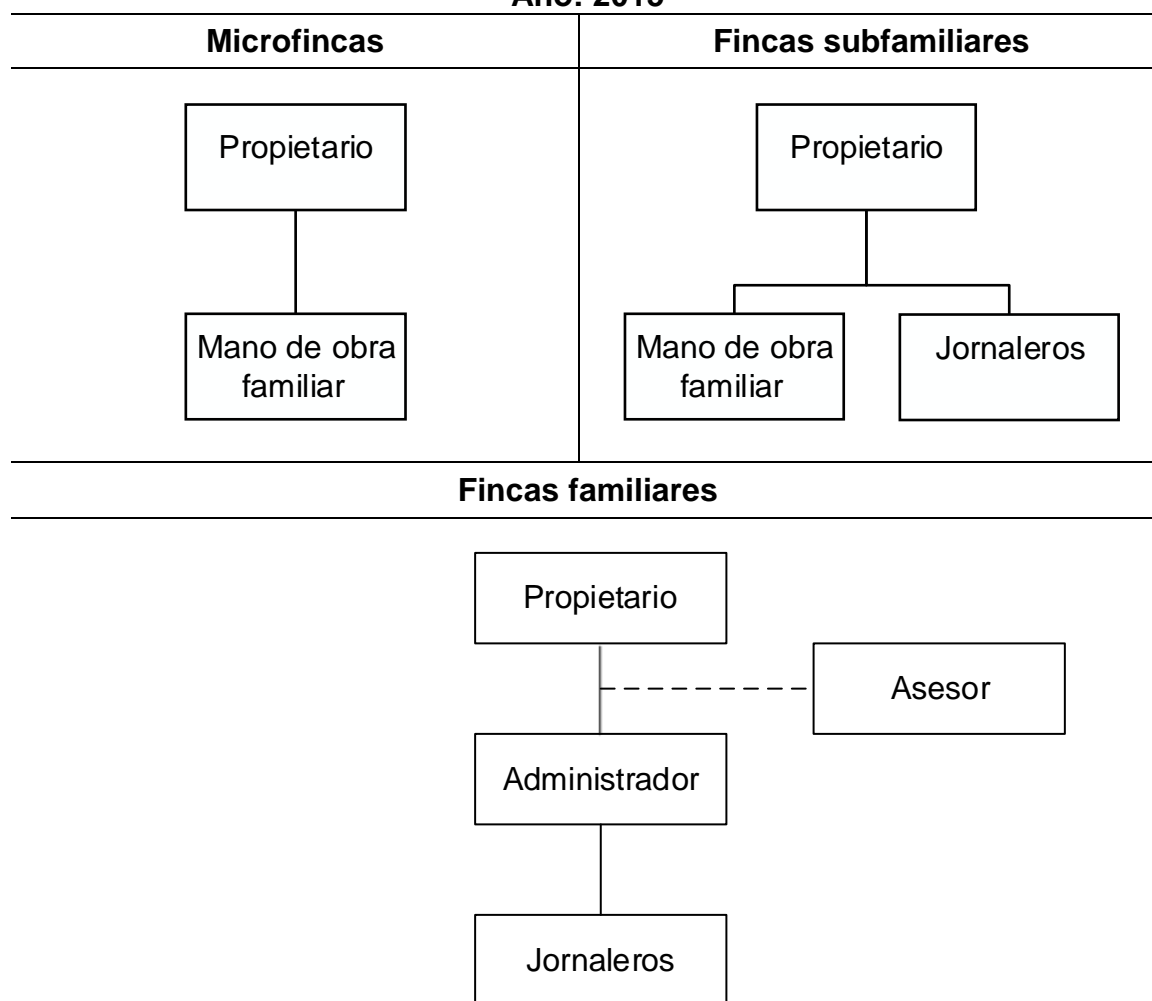 Microfincas
Fincas subfamiliares
Propietario
Mano de obra
familiar
Propietario
Mano de obra
familiar
Jornaleros
Fincas familiares
Propietario
Asesor
Administrador
Jornaleros